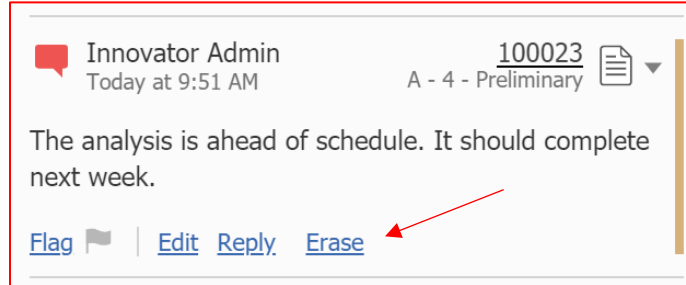 Innovator Admin 100023
Today at 9:51 AM A - 4 - Preliminary
The analysis is ahead of schedule. It should complete
next week.
Flag Edit Reply Erase